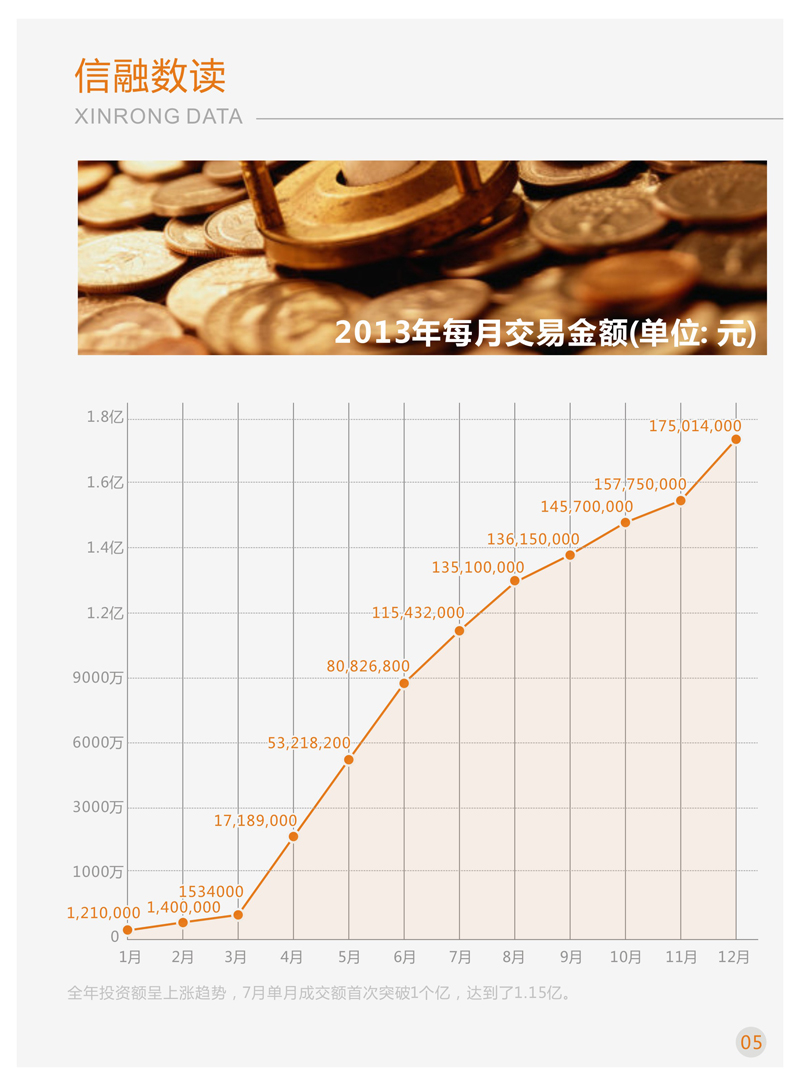 信融数读
XINRONG DATA
2013年每月交易金额(单位: 元)
1.8亿
1.6亿
1.4亿
1.2亿
9000万
6000万
3000万
1000万
0
1,210,000
1,400,000
1534000
17,189,000
53,218,200
80,826,800
115,432,000
135,100,000
136,150,000
145,700,000
157,750,000
175,014,000
1月 2月 3月 4月 5月 6月 7月 8月 9月 10月 11月 12月
全年投资额呈上涨趋势，7月单月成交额首次突破1个亿，达到了1.15亿。
05